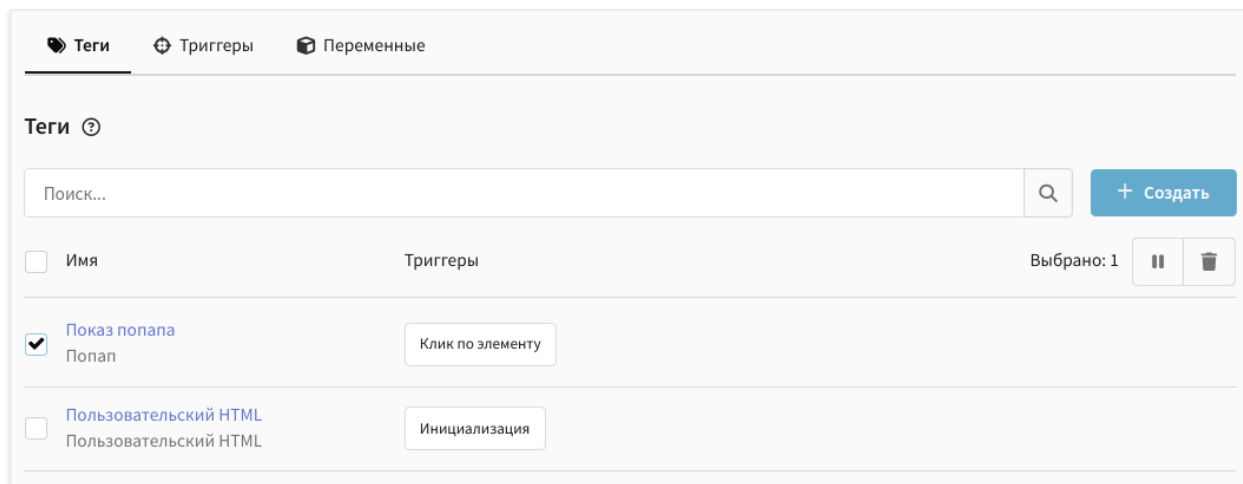 Теги Триггеры Переменные
Теги
Поиск... + Создать
Имя Триггеры Выбрано: 1
Показ попапа
Попап
Клик по элементу
Пользовательский HTML
Пользовательский HTML
Инициализация